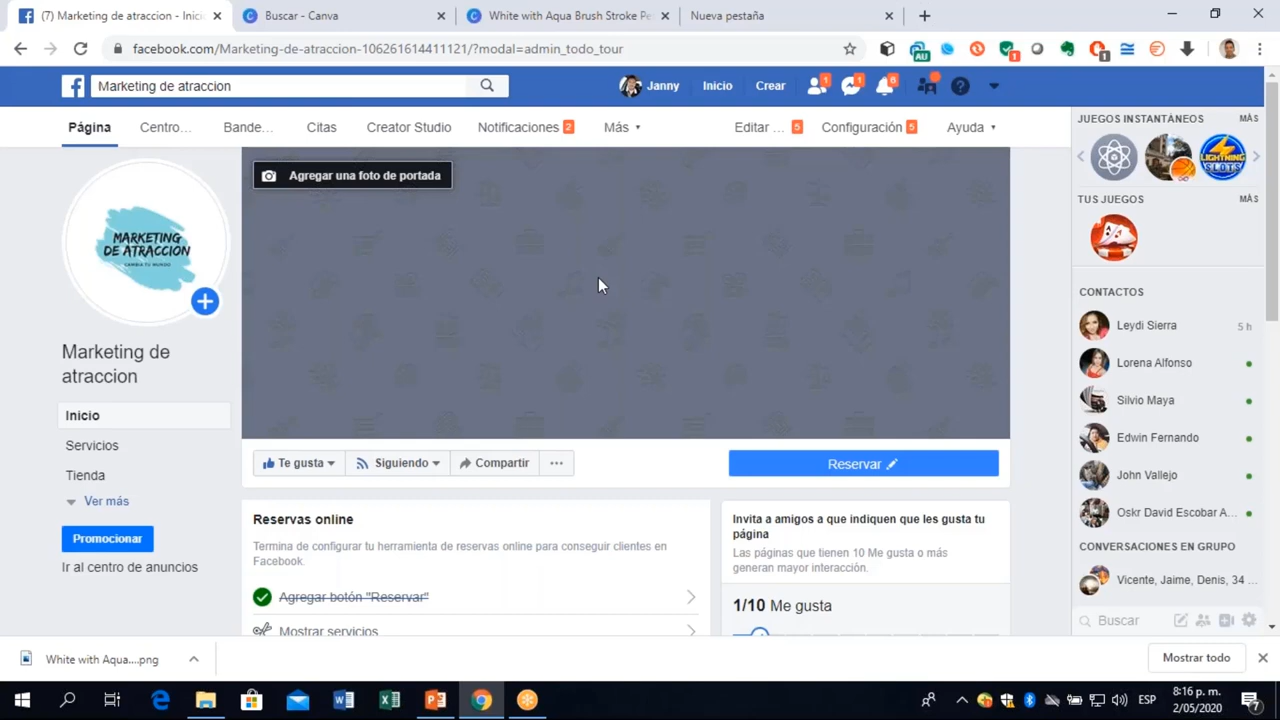 (7) Marketing de atraccion - Inici
Buscar - Canva
White with Aqua Brush Stroke Pe
Nueva pestaña
facebook.com/Marketing-de-atraccion-106261614411121/?modal=admin_todo_tour
AU
1
1
Marketing de atraccion
Janny
Inicio
Crear
1
1
6
Página
Centro...
Bande...
Citas
Creator Studio
Notificaciones 2
Más
Editar ... 5
Configuración 5
Ayuda
Agregar una foto de portada
MARKETING
DE ATRACCION
CAMBIA TU MUNDO
Marketing de
atraccion
Inicio
Servicios
Tienda
Ver más
Promocionar
Ir al centro de anuncios
Te gusta
Siguiendo
Compartir
...
Reservar
Reservas online
Termina de configurar tu herramienta de reservas online para conseguir clientes en
Facebook.
Agregar botón "Reservar"
Mostrar servicios
Invita a amigos a que indiquen que les gusta tu
página
Las páginas que tienen 10 Me gusta o más
generan mayor interacción.
1/10 Me gusta
JUEGOS INSTANTÁNEOS MÁS
LIGHTNING
SLOTS
TUS JUEGOS MÁS
CONTACTOS
Leydi Sierra 5 h
Lorena Alfonso
Silvio Maya
Edwin Fernando
John Vallejo
Oskr David Escobar A...
CONVERSACIONES EN GRUPO
Vicente, Jaime, Denis, 34 ...
Buscar
White with Aqua....png
Mostrar todo
ESP
8:16 p. m.
2/05/2020
7